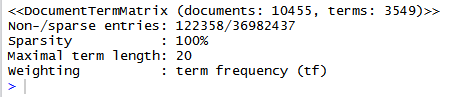 <<DocumentTermMatrix (documents: 10455, terms: 3549)>>
Non-/sparse entries: 122358/36982437
Sparsity           : 100%
Maximal term length: 20
Weighting          : term frequency (tf)
>